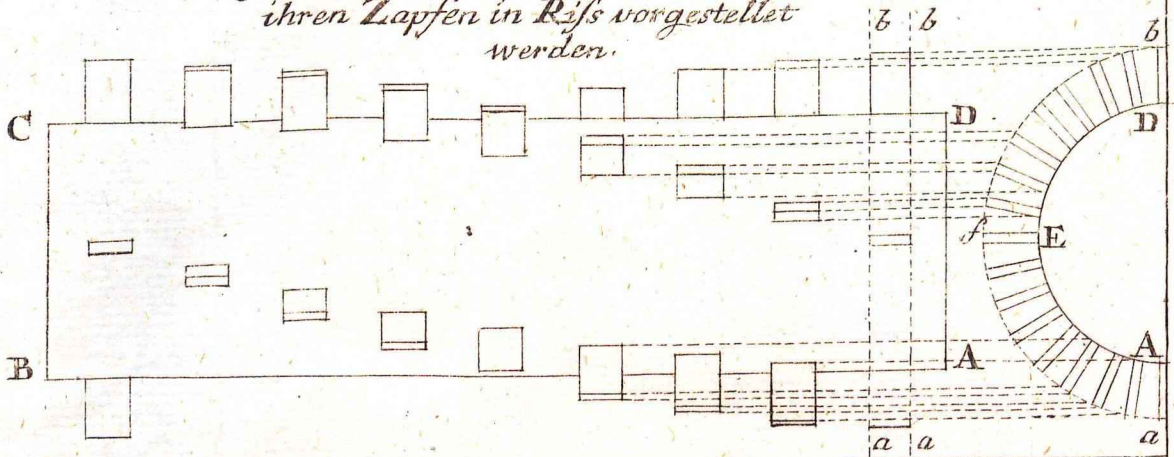 ihren Zapfen in Riſs vorgestellet
werden.
b b b
C D D
f E
B A A
a a a